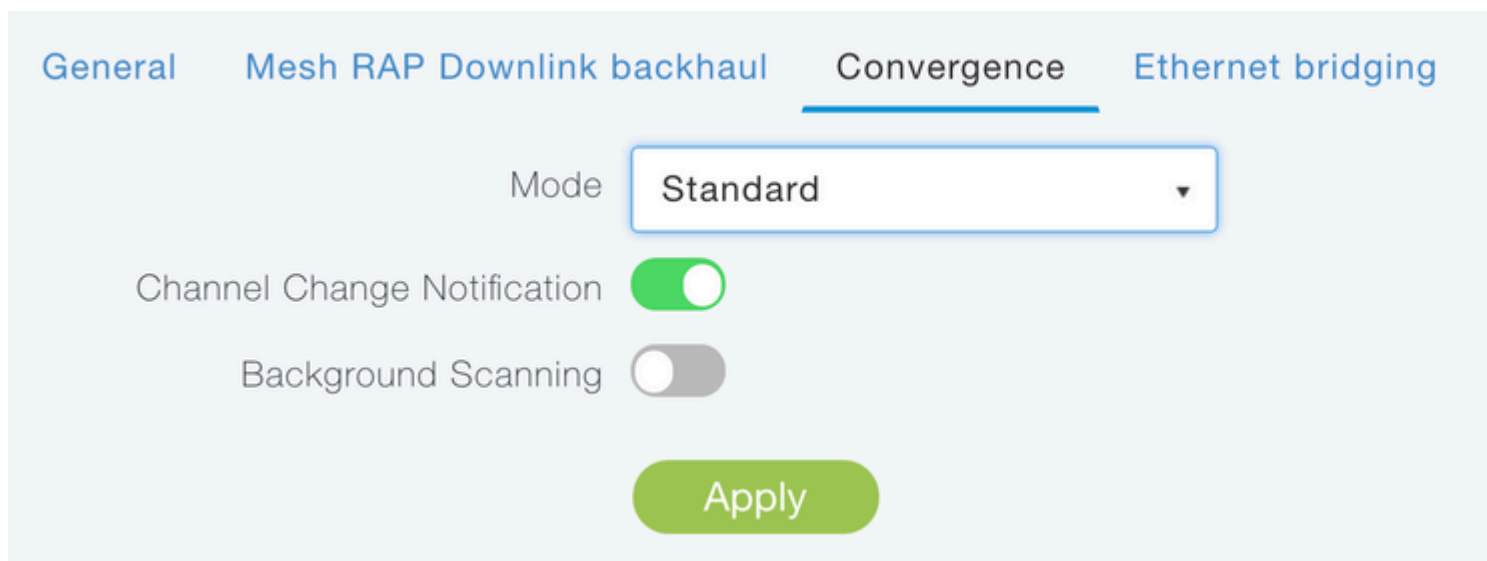 General Mesh RAP Downlink backhaul Convergence Ethernet bridging
Mode Standard
Channel Change Notification
Background Scanning
Apply